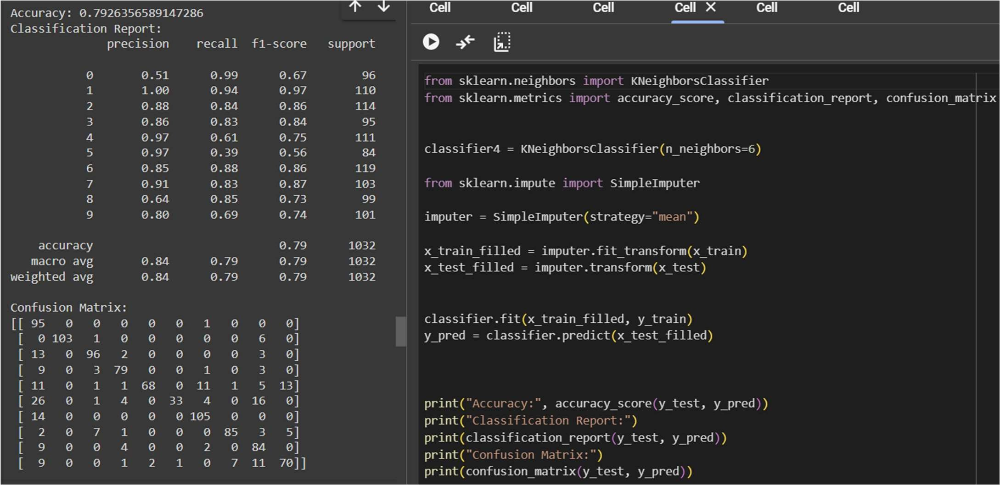 Accuracy: 0.7926356589147286
Classification Report:
precision recall f1-score support
0 0.51 0.99 0.67 96
1 1.00 0.94 0.97 110
2 0.88 0.84 0.86 114
3 0.86 0.83 0.84 95
4 0.97 0.61 0.75 111
5 0.97 0.39 0.56 84
6 0.85 0.88 0.86 119
7 0.91 0.83 0.87 103
8 0.64 0.85 0.73 99
9 0.80 0.69 0.74 101
accuracy 0.79 1032
macro avg 0.84 0.79 0.79 1032
weighted avg 0.84 0.79 0.79 1032
Confusion Matrix:
[[ 95 0 0 0 0 0 1 0 0 0]
[ 0 103 1 0 0 0 0 0 6 0]
[ 13 0 96 2 0 0 0 0 3 0]
[ 9 0 3 79 0 0 1 0 3 0]
[ 11 0 1 1 68 0 11 1 5 13]
[ 26 0 1 4 0 33 4 0 16 0]
[ 14 0 0 0 0 0 105 0 0 0]
[ 2 0 7 1 0 0 0 85 3 5]
[ 9 0 0 4 0 0 2 0 84 0]
[ 9 0 0 1 2 1 0 7 11 70]]
Cell Cell Cell Cell Cell Cell
from sklearn.neighbors import KNeighborsClassifier
from sklearn.metrics import accuracy_score, classification_report, confusion_matrix
classifier4 = KNeighborsClassifier(n_neighbors=6)
from sklearn.impute import SimpleImputer
imputer = SimpleImputer(strategy="mean")
x_train_filled = imputer.fit_transform(x_train)
x_test_filled = imputer.transform(x_test)
classifier.fit(x_train_filled, y_train)
y_pred = classifier.predict(x_test_filled)
print("Accuracy:", accuracy_score(y_test, y_pred))
print("Classification Report:")
print(classification_report(y_test, y_pred))
print("Confusion Matrix:")
print(confusion_matrix(y_test, y_pred))